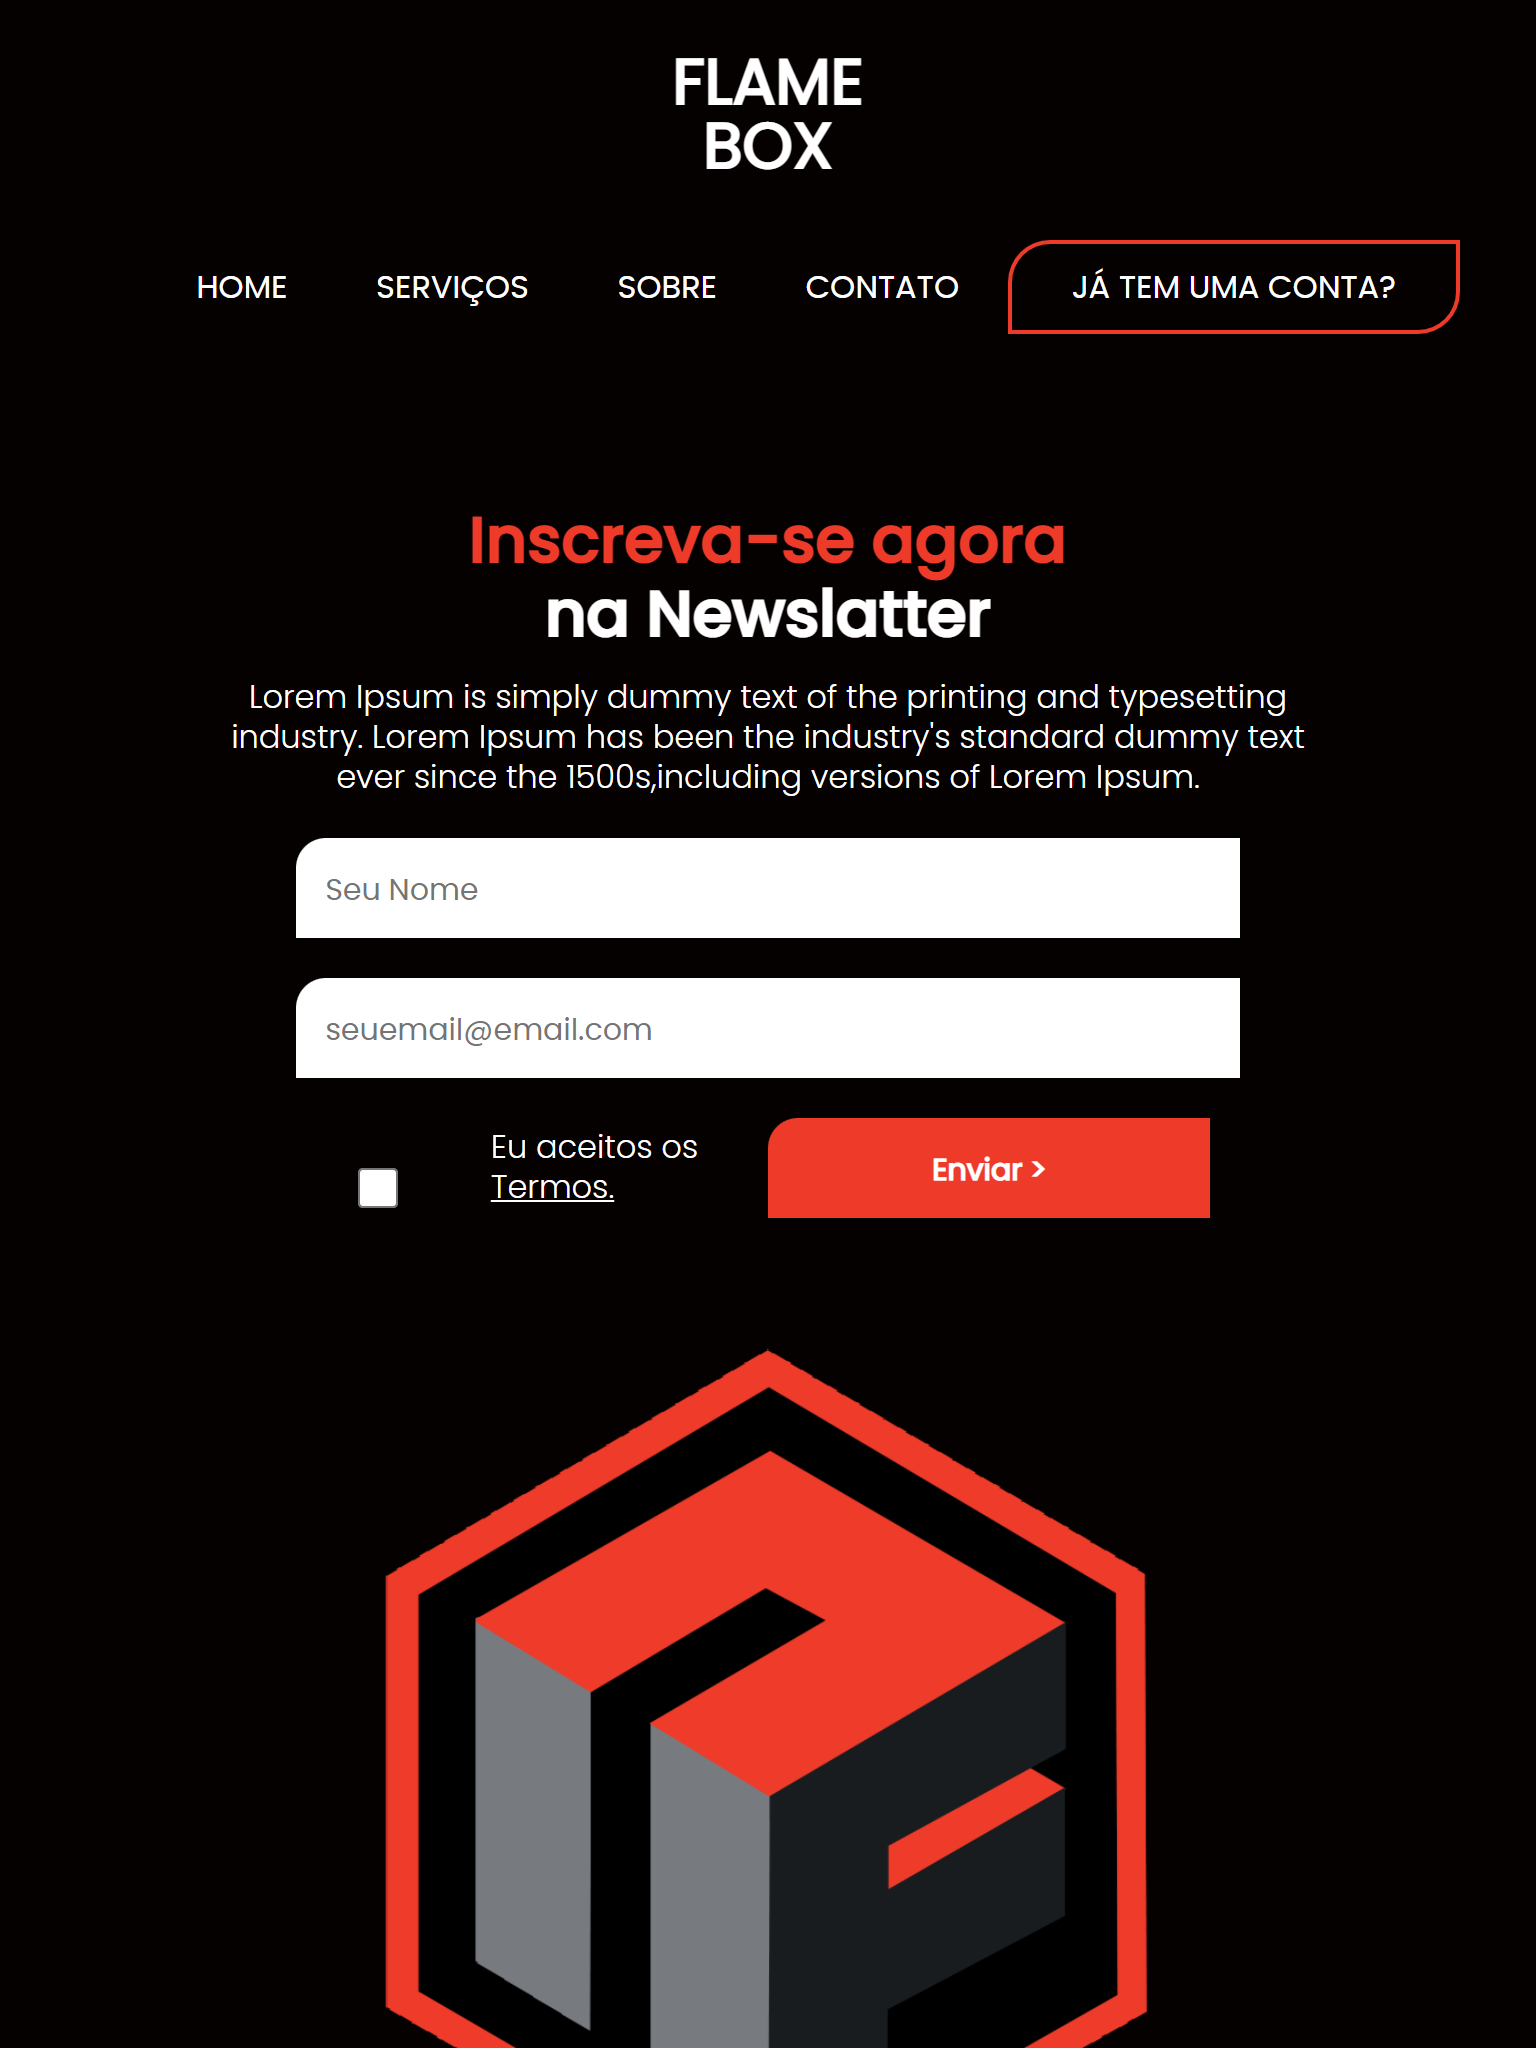 FLAME
BOX
HOME SERVIÇOS SOBRE CONTATO JÁ TEM UMA CONTA?
Inscreva-se agora
na Newslatter
Lorem Ipsum is simply dummy text of the printing and typesetting
industry. Lorem Ipsum has been the industry's standard dummy text
ever since the 1500s,including versions of Lorem Ipsum.
Seu Nome
seuemail@email.com
Eu aceitos os
Termos.
Enviar >